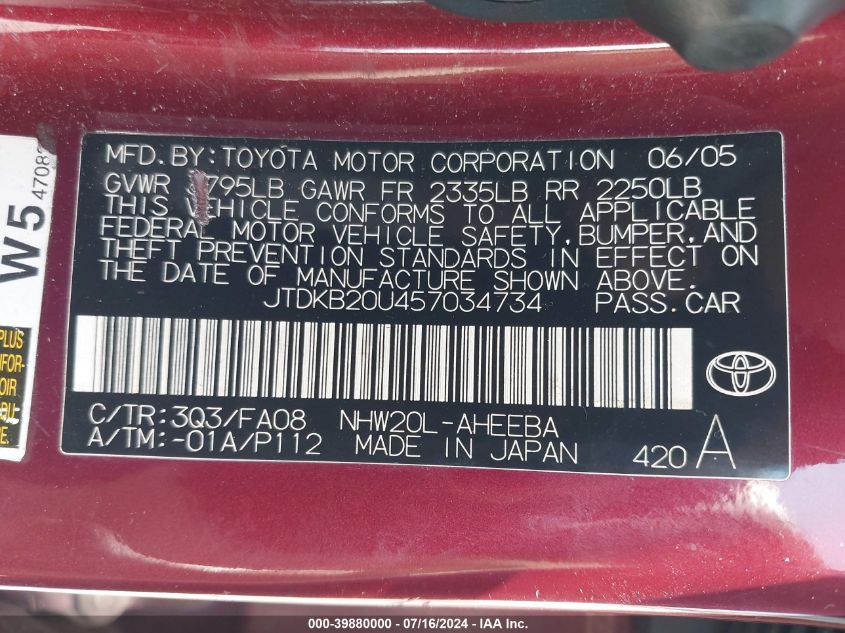 MFD.BY:TOYOTA MOTOR CORPORATION 06/05
GVWR 795LB GAWR FR 2335LB RR 2250LB
THIS VEHICLE CONFORMS TO ALL APPLICABLE
FEDERAL MOTOR VEHICLE SAFETY,BUMPER,AND
THEFT PREVENTION STANDARDS IN EFFECT ON
THE DATE OF MANUFACTURE SHOWN ABOVE.
JTDKB20U457034734 PASS.CAR
C/TR:3Q3/FA08 NHW20L-AHEEBA
A/TM:-01A/P112 MADE IN JAPAN 420 A
W5
PLUS
000-39880000 - 07/16/2024 - IAA Inc.